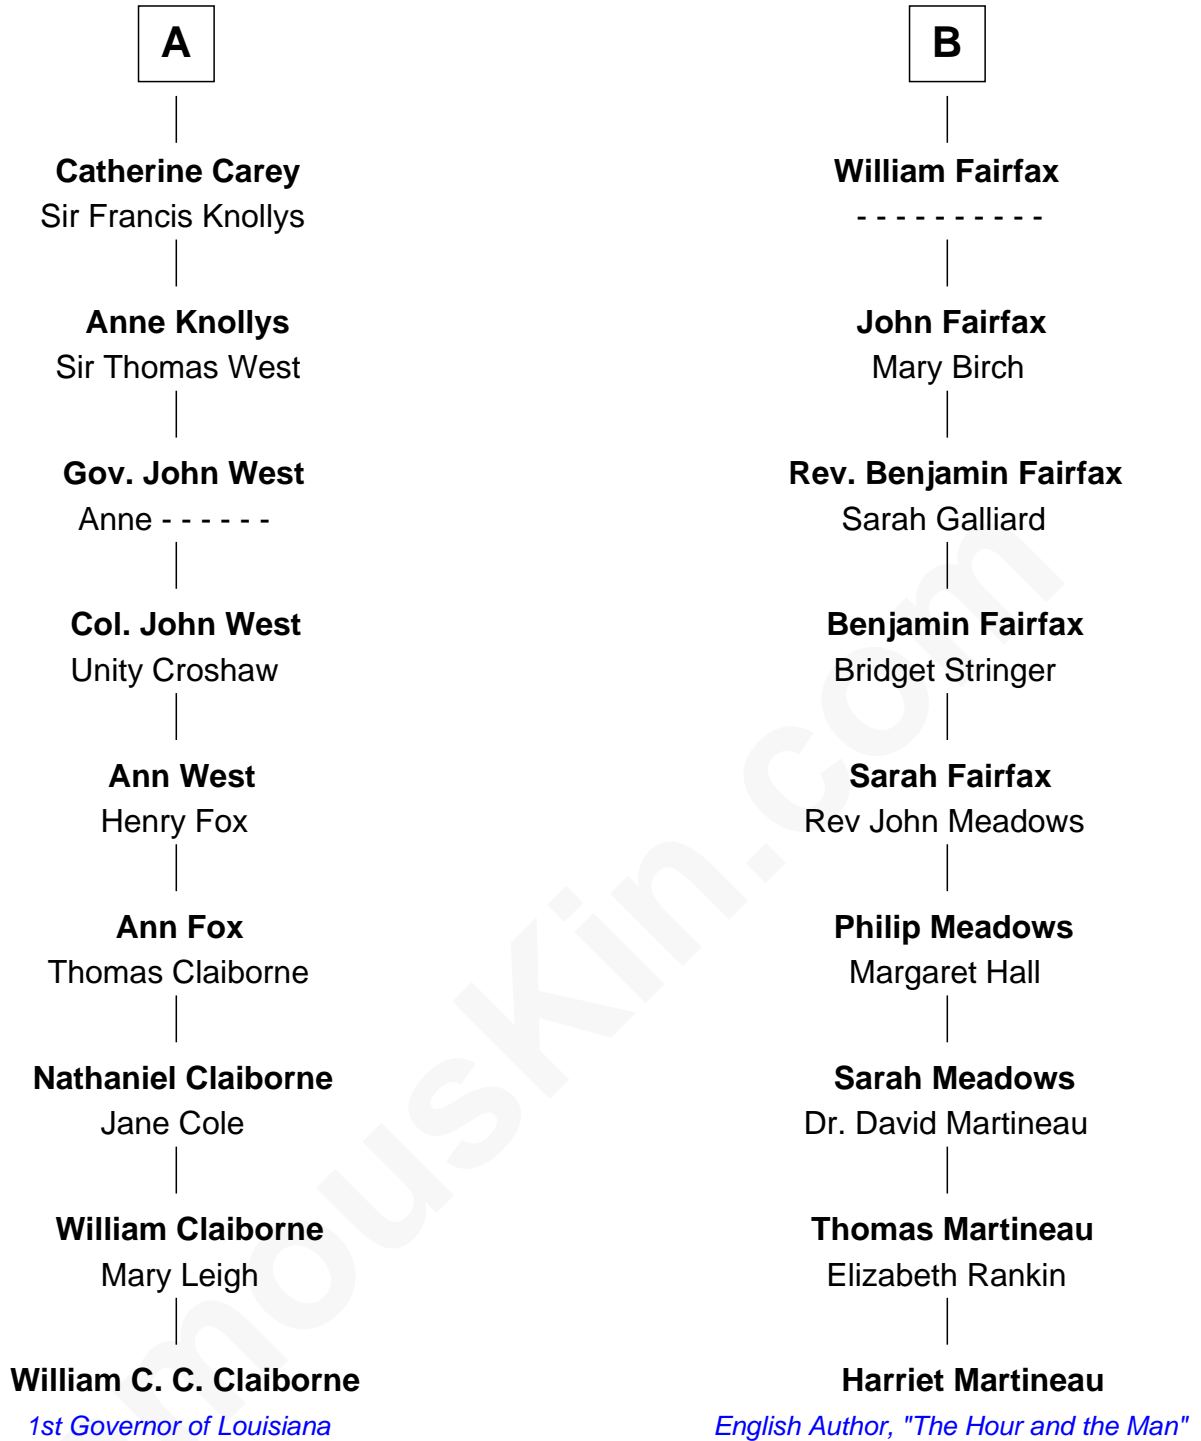 A
Catherine Carey
Sir Francis Knollys
Anne Knollys
Sir Thomas West
Gov. John West
Anne - - - - - -
Col. John West
Unity Croshaw
Ann West
Henry Fox
Ann Fox
Thomas Claiborne
Nathaniel Claiborne
Jane Cole
William Claiborne
Mary Leigh
William C. C. Claiborne
1st Governor of Louisiana
B
William Fairfax
- - - - - - - - - -
John Fairfax
Mary Birch
Rev. Benjamin Fairfax
Sarah Galliard
Benjamin Fairfax
Bridget Stringer
Sarah Fairfax
Rev John Meadows
Philip Meadows
Margaret Hall
Sarah Meadows
Dr. David Martineau
Thomas Martineau
Elizabeth Rankin
Harriet Martineau
English Author, "The Hour and the Man"
mousKin.com